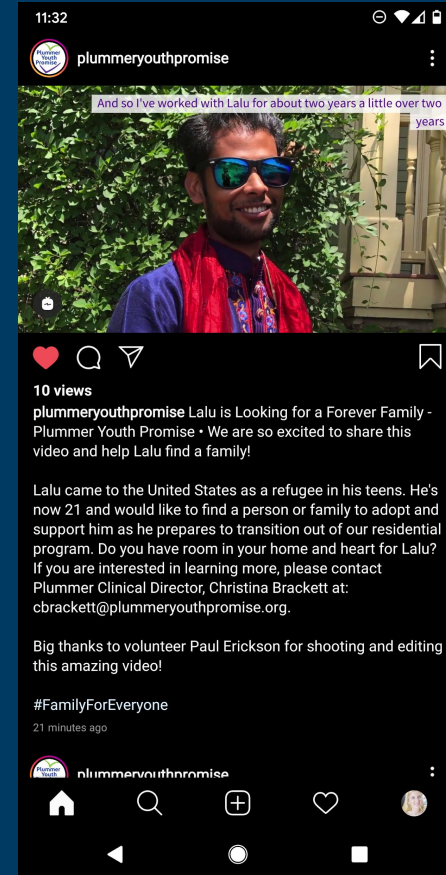 11:32
Plummer
Youth
Promise
plummeryouthpromise
And so I've worked with Lalu for about two years a little over two
years
10 views
plummeryouthpromise Lalu is Looking for a Forever Family -
Plummer Youth Promise • We are so excited to share this
video and help Lalu find a family!
Lalu came to the United States as a refugee in his teens. He's
now 21 and would like to find a person or family to adopt and
support him as he prepares to transition out of our residential
program. Do you have room in your home and heart for Lalu?
If you are interested in learning more, please contact
Plummer Clinical Director, Christina Brackett at:
cbrackett@plummeryouthpromise.org.
Big thanks to volunteer Paul Erickson for shooting and editing
this amazing video!
#FamilyForEveryone
21 minutes ago
Plummer
Youth
plummeryouthpromise